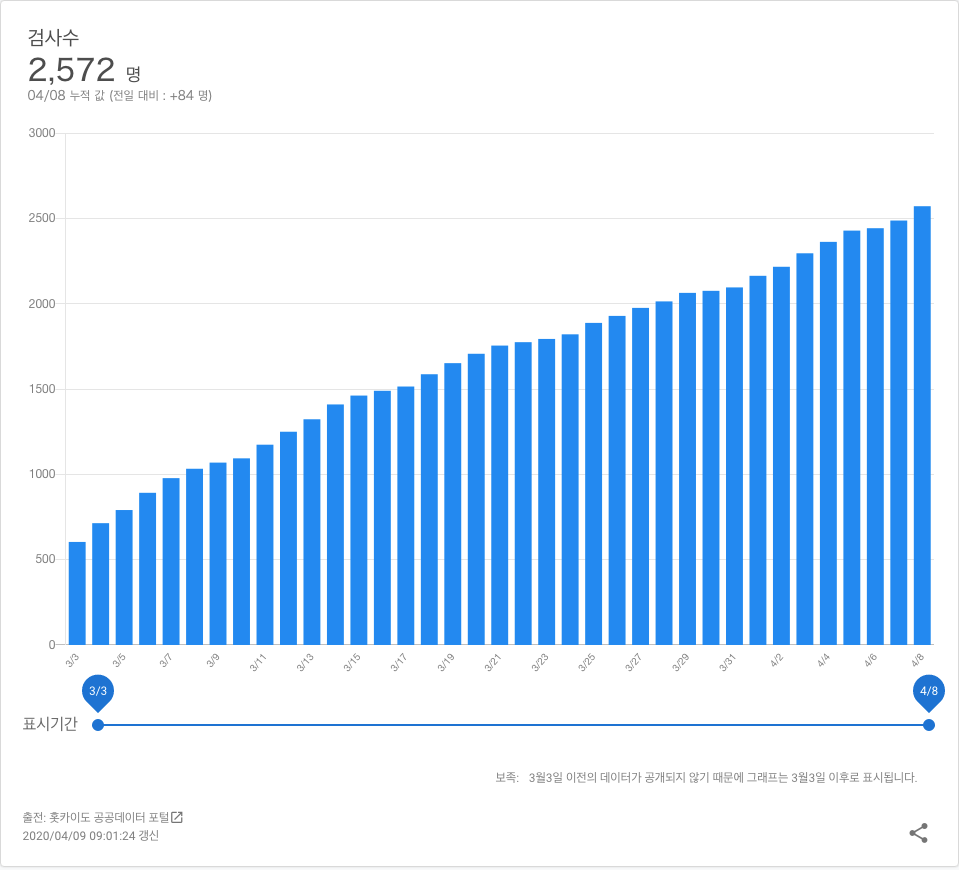 검사수
2,572 명
04/08 누적 값 (전일 대비 : +84 명)
3000
2500
2000
1500
1000
500
0
3/3 3/5 3/7 3/9 3/11 3/13 3/15 3/17 3/19 3/21 3/23 3/25 3/27 3/29 3/31 4/2 4/4 4/6 4/8
3/3 4/8
표시기간
보족: 3월3일 이전의 데이터가 공개되지 않기 때문에 그래프는 3월3일 이후로 표시됩니다.
출전: 홋카이도 공공데이터 포털
2020/04/09 09:01:24 갱신